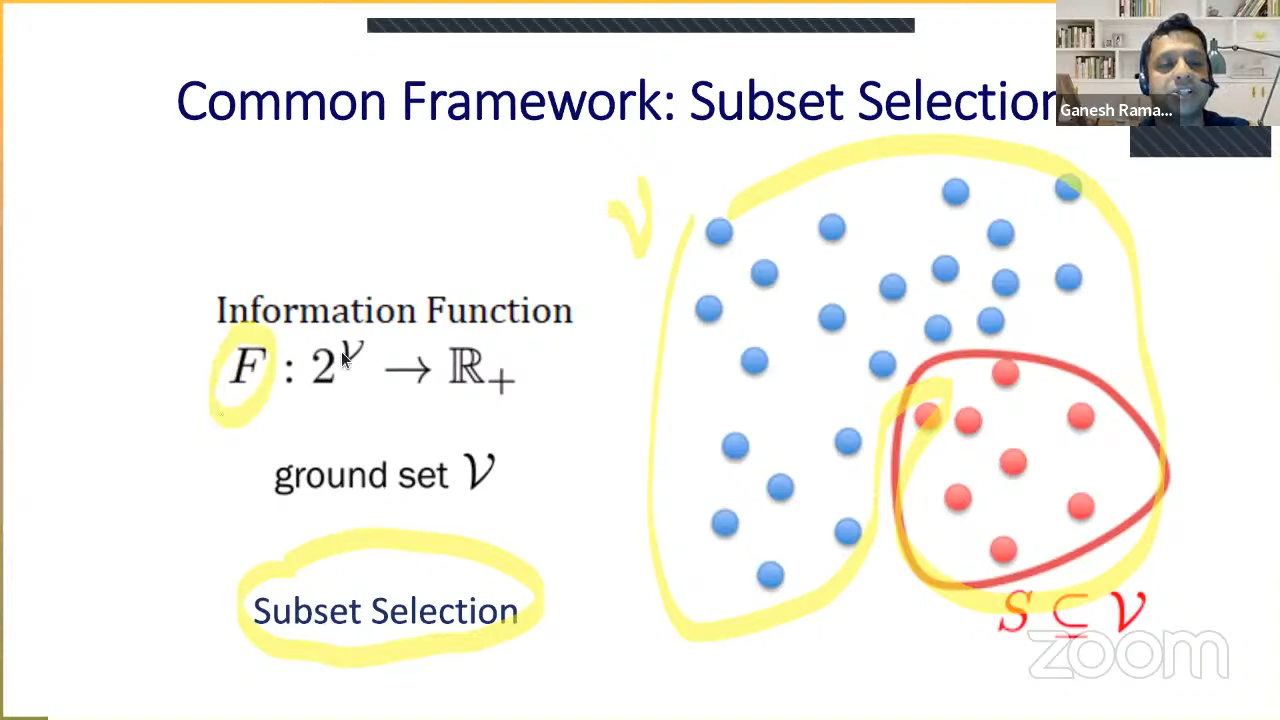 Common Framework: Subset Selection
Ganesh Rama...
V
Information Function
F : 2^𝒱 → ℝ₊
ground set 𝒱
Subset Selection
S ⊆ 𝒱
zoom